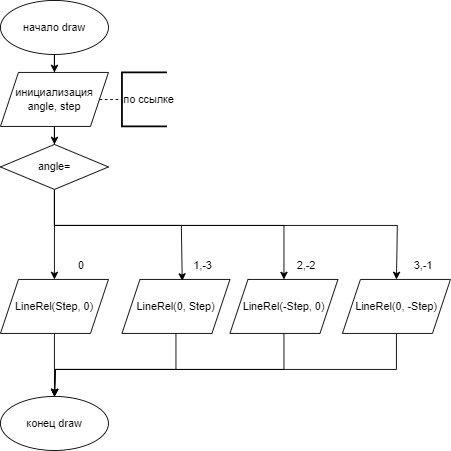 начало draw
инициализация
angle, step
по ссылке
angle=
0
1,-3
2,-2
3,-1
LineRel(Step, 0)
LineRel(0, Step)
LineRel(-Step, 0)
LineRel(0, -Step)
конец draw